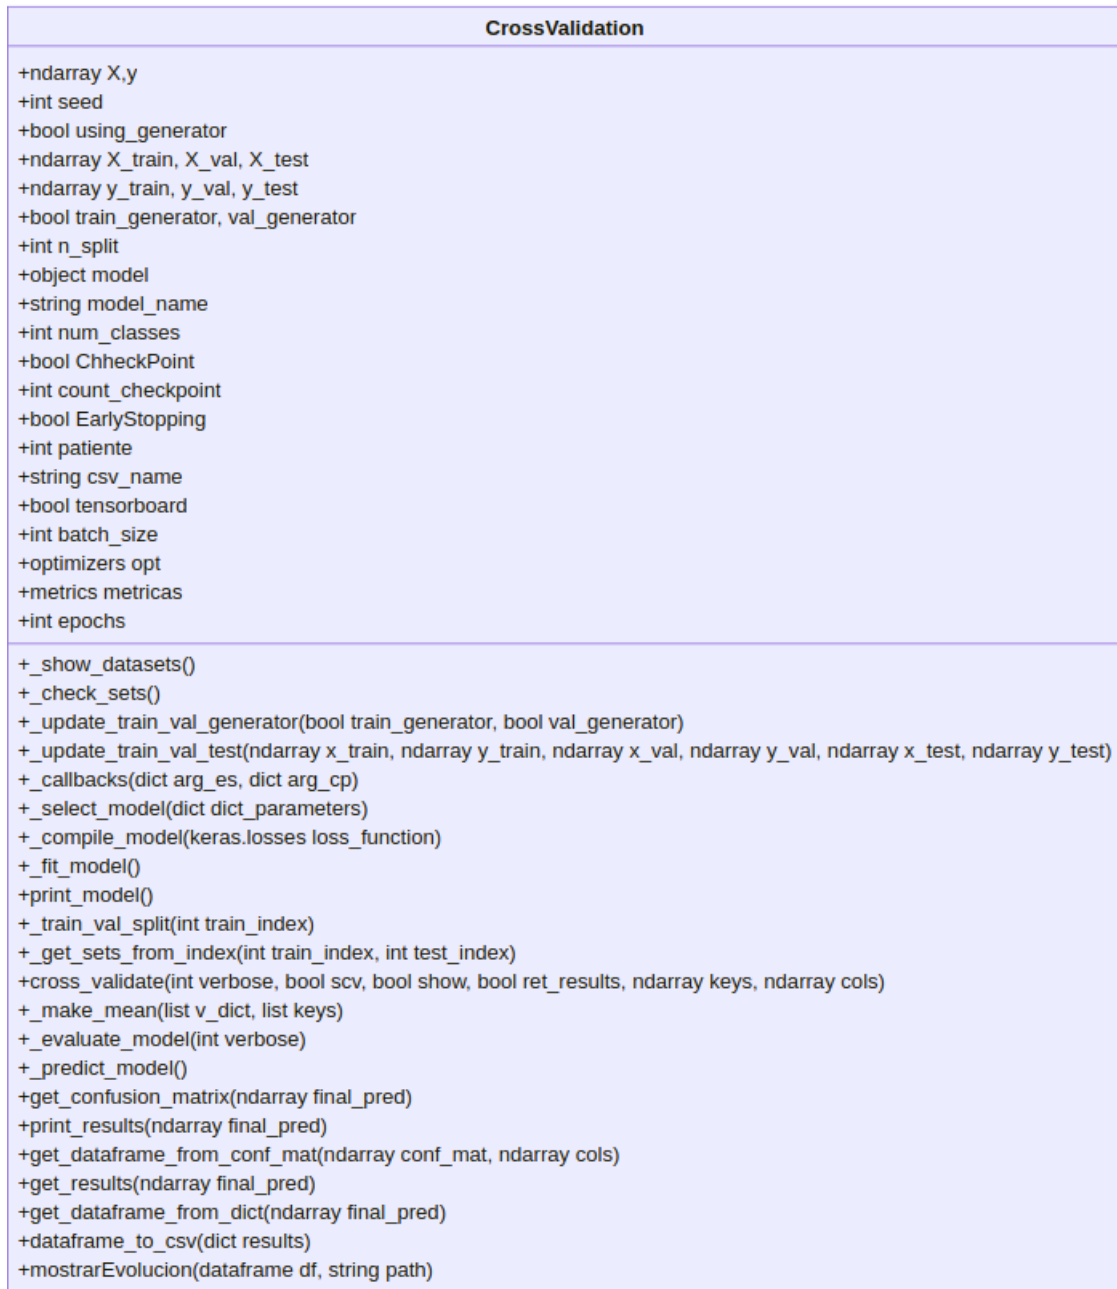 CrossValidation
+ndarray X,y
+int seed
+bool using_generator
+ndarray X_train, X_val, X_test
+ndarray y_train, y_val, y_test
+bool train_generator, val_generator
+int n_split
+object model
+string model_name
+int num_classes
+bool ChheckPoint
+int count_checkpoint
+bool EarlyStopping
+int patiente
+string csv_name
+bool tensorboard
+int batch_size
+optimizers opt
+metrics metricas
+int epochs
+_show_datasets()
+_check_sets()
+_update_train_val_generator(bool train_generator, bool val_generator)
+_update_train_val_test(ndarray x_train, ndarray y_train, ndarray x_val, ndarray y_val, ndarray x_test, ndarray y_test)
+_callbacks(dict arg_es, dict arg_cp)
+_select_model(dict dict_parameters)
+_compile_model(keras.losses loss_function)
+_fit_model()
+print_model()
+_train_val_split(int train_index)
+_get_sets_from_index(int train_index, int test_index)
+cross_validate(int verbose, bool scv, bool show, bool ret_results, ndarray keys, ndarray cols)
+_make_mean(list v_dict, list keys)
+_evaluate_model(int verbose)
+_predict_model()
+get_confusion_matrix(ndarray final_pred)
+print_results(ndarray final_pred)
+get_dataframe_from_conf_mat(ndarray conf_mat, ndarray cols)
+get_results(ndarray final_pred)
+get_dataframe_from_dict(ndarray final_pred)
+dataframe_to_csv(dict results)
+mostrarEvolucion(dataframe df, string path)